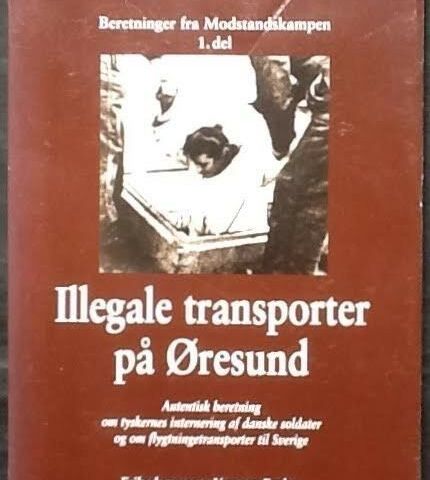 Beretninger fra Modstandskampen
1. del
Illegale transporter
på Øresund
Autentisk beretning
om tyskernes internering af danske soldater
og om flygtningetransporter til Sverige